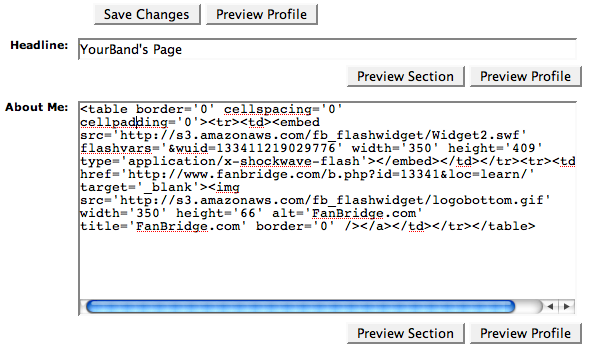 Save Changes Preview Profile
Headline: YourBand's Page
Preview Section Preview Profile
About Me: <table border='0' cellspacing='0'
cellpadding='0'><tr><td><embed
src='http://s3.amazonaws.com/fb_flashwidget/Widget2.swf'
flashvars='&wuid=133411219029776' width='350' height='409'
type='application/x-shockwave-flash'></embed></td></tr><tr><td
href='http://www.fanbridge.com/b.php?id=13341&loc=learn/'
target='_blank'><img
src='http://s3.amazonaws.com/fb_flashwidget/logobottom.gif'
width='350' height='66' alt='FanBridge.com'
title='FanBridge.com' border='0' /></a></td></tr></table>
Preview Section Preview Profile